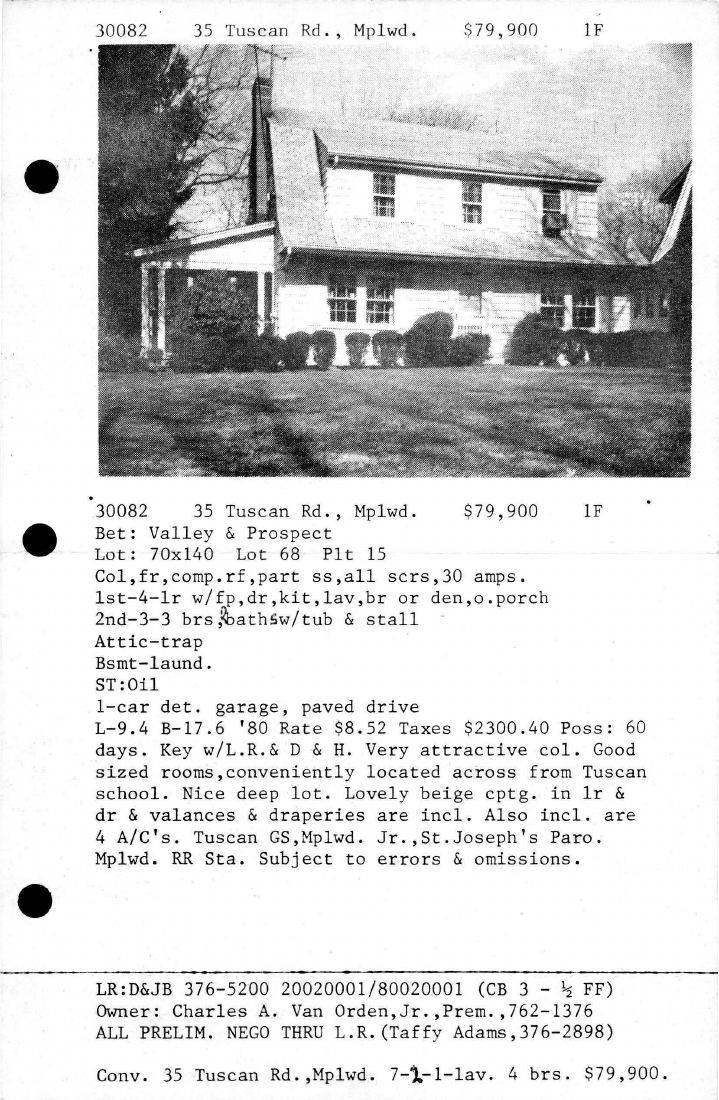 30082 35 Tuscan Rd., Mplwd. $79,900 1F
30082 35 Tuscan Rd., Mplwd. $79,900 1F
Bet: Valley & Prospect
Lot: 70x140 Lot 68 Plt 15
Col,fr,comp.rf,part ss,all scrs,30 amps.
1st-4-lr w/fp,dr,kit,lav,br or den,o.porch
2nd-3-3 brs,2baths w/tub & stall
Attic-trap
Bsmt-laund.
ST:Oil
1-car det. garage, paved drive
L-9.4 B-17.6 '80 Rate $8.52 Taxes $2300.40 Poss: 60
days. Key w/L.R.& D & H. Very attractive col. Good
sized rooms,conveniently located across from Tuscan
school. Nice deep lot. Lovely beige cptg. in lr &
dr & valances & draperies are incl. Also incl. are
4 A/C's. Tuscan GS,Mplwd. Jr.,St.Joseph's Paro.
Mplwd. RR Sta. Subject to errors & omissions.
LR:D&JB 376-5200 20020001/80020001 (CB 3 - ½ FF)
Owner: Charles A. Van Orden,Jr.,Prem.,762-1376
ALL PRELIM. NEGO THRU L.R.(Taffy Adams,376-2898)
Conv. 35 Tuscan Rd.,Mplwd. 7-2-1-lav. 4 brs. $79,900.